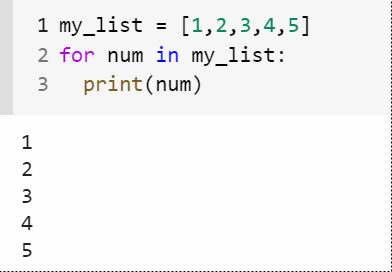 1 my_list = [1,2,3,4,5]
2 for num in my_list:
3   print(num)
1
2
3
4
5